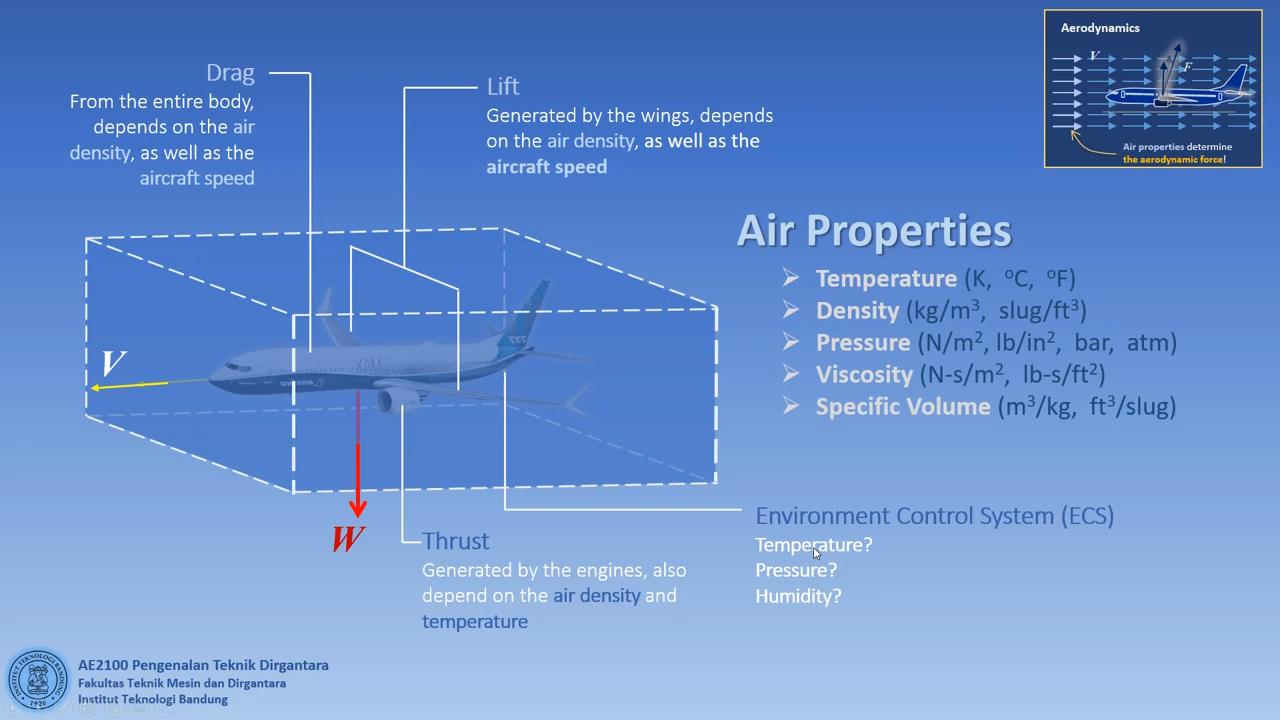 Drag
From the entire body,
depends on the air
density, as well as the
aircraft speed
Lift
Generated by the wings, depends
on the air density, as well as the
aircraft speed
Aerodynamics
V
F
Air properties determine
the aerodynamic force!
Air Properties
Temperature (K, °C, °F)
Density (kg/m³, slug/ft³)
Pressure (N/m², lb/in², bar, atm)
Viscosity (N-s/m², lb-s/ft²)
Specific Volume (m³/kg, ft³/slug)
V
W
Thrust
Generated by the engines, also
depend on the air density and
temperature
Environment Control System (ECS)
Temperature?
Pressure?
Humidity?
AE2100 Pengenalan Teknik Dirgantara
Fakultas Teknik Mesin dan Dirgantara
Institut Teknologi Bandung
INSTITUT TEKNOLOGI BANDUNG
1920